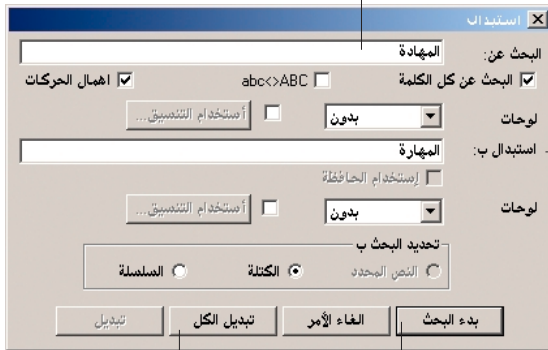 استبدال
البحث عن: المهادة
البحث عن كل الكلمة abc<>ABC اهمال الحركات
لوحات بدون أستخدام التنسيق...
استبدال ب: المهارة
إستخدام الحافظة
لوحات بدون أستخدام التنسيق...
تحديد البحث ب
النص المحدد الكتلة السلسلة
بدء البحث الغاء الأمر تبديل الكل تبديل